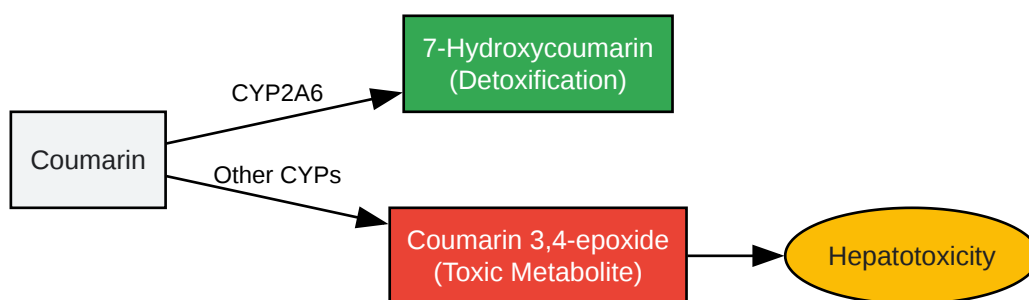 7-Hydroxycoumarin
(Detoxification)
CYP2A6
Coumarin
Other CYPs
Coumarin 3,4-epoxide
(Toxic Metabolite)
Hepatotoxicity